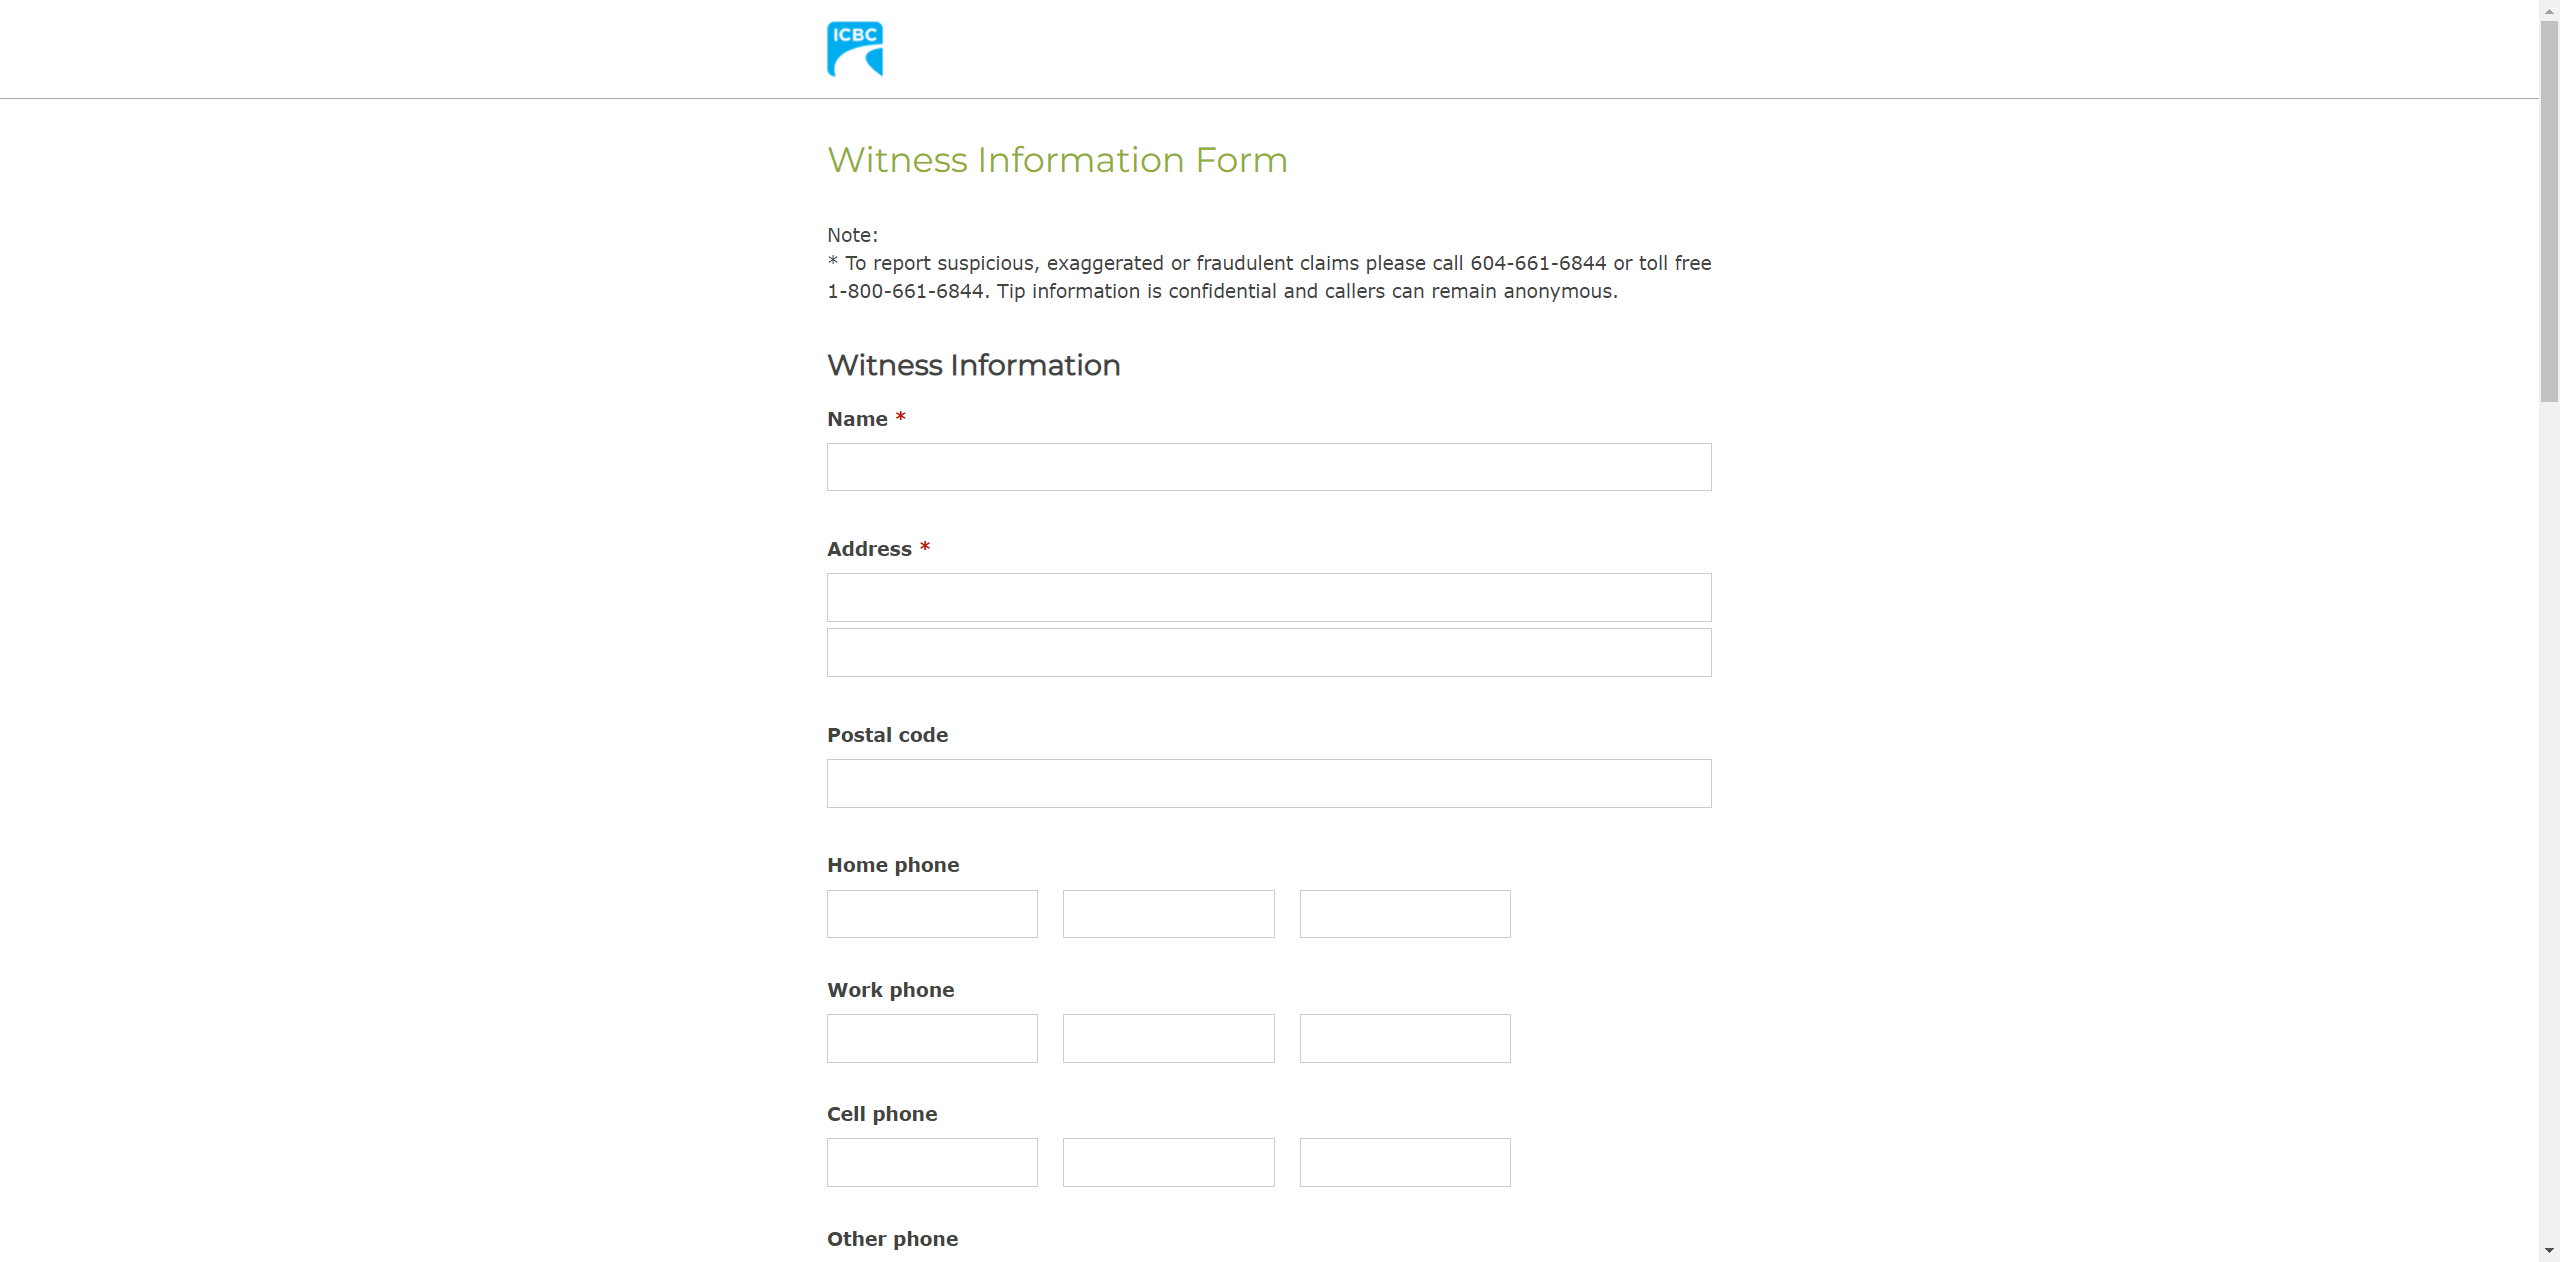 ICBC
Witness Information Form
Note:
* To report suspicious, exaggerated or fraudulent claims please call 604-661-6844 or toll free
1-800-661-6844. Tip information is confidential and callers can remain anonymous.
Witness Information
Name *
Address *
Postal code
Home phone
Work phone
Cell phone
Other phone